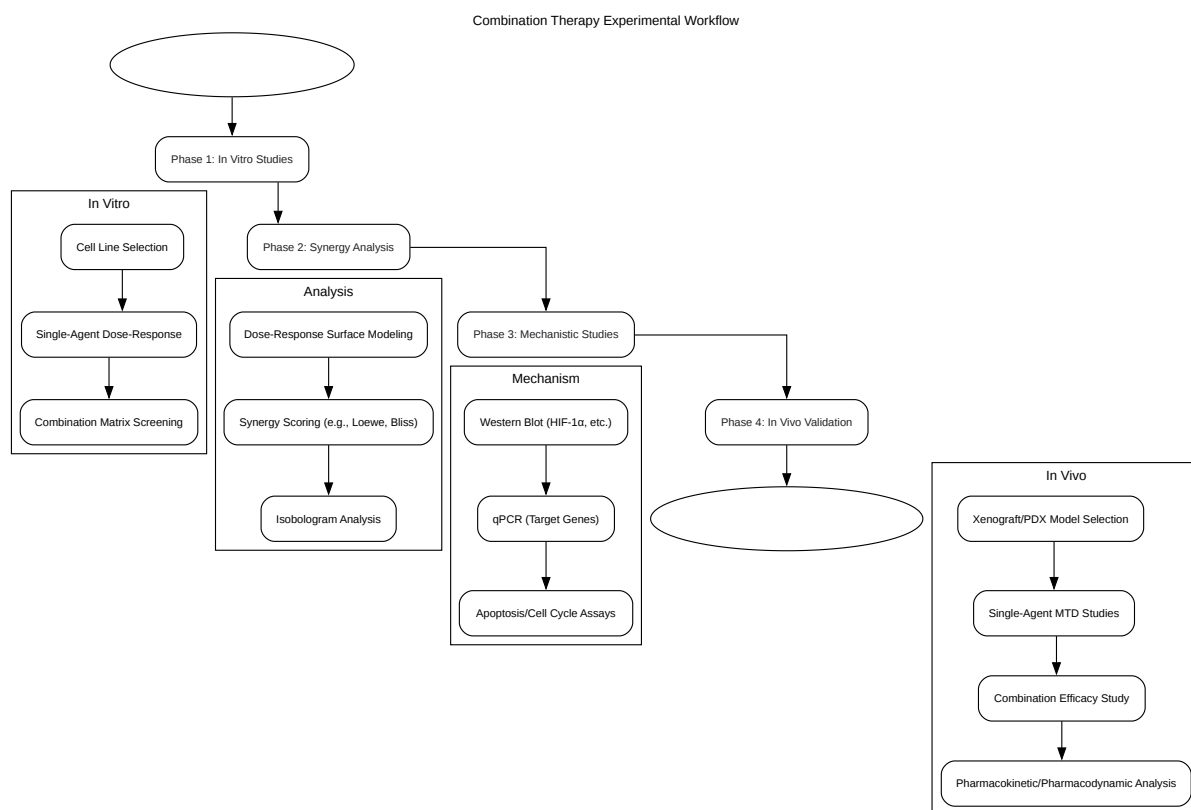 Combination Therapy Experimental Workflow
Phase 1: In Vitro Studies
In Vitro
Cell Line Selection
Single-Agent Dose-Response
Combination Matrix Screening
Phase 2: Synergy Analysis
Analysis
Dose-Response Surface Modeling
Synergy Scoring (e.g., Loewe, Bliss)
Isobologram Analysis
Phase 3: Mechanistic Studies
Mechanism
Western Blot (HIF-1α, etc.)
qPCR (Target Genes)
Apoptosis/Cell Cycle Assays
Phase 4: In Vivo Validation
In Vivo
Xenograft/PDX Model Selection
Single-Agent MTD Studies
Combination Efficacy Study
Pharmacokinetic/Pharmacodynamic Analysis